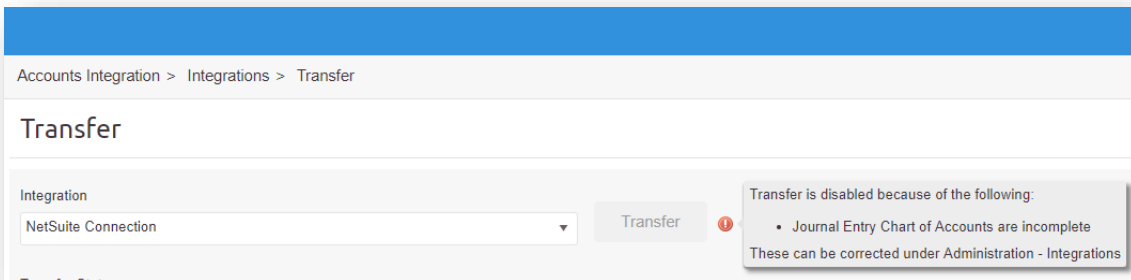 Accounts Integration > Integrations > Transfer
Transfer
Integration
NetSuite Connection
Transfer
Transfer is disabled because of the following:
• Journal Entry Chart of Accounts are incomplete
These can be corrected under Administration - Integrations